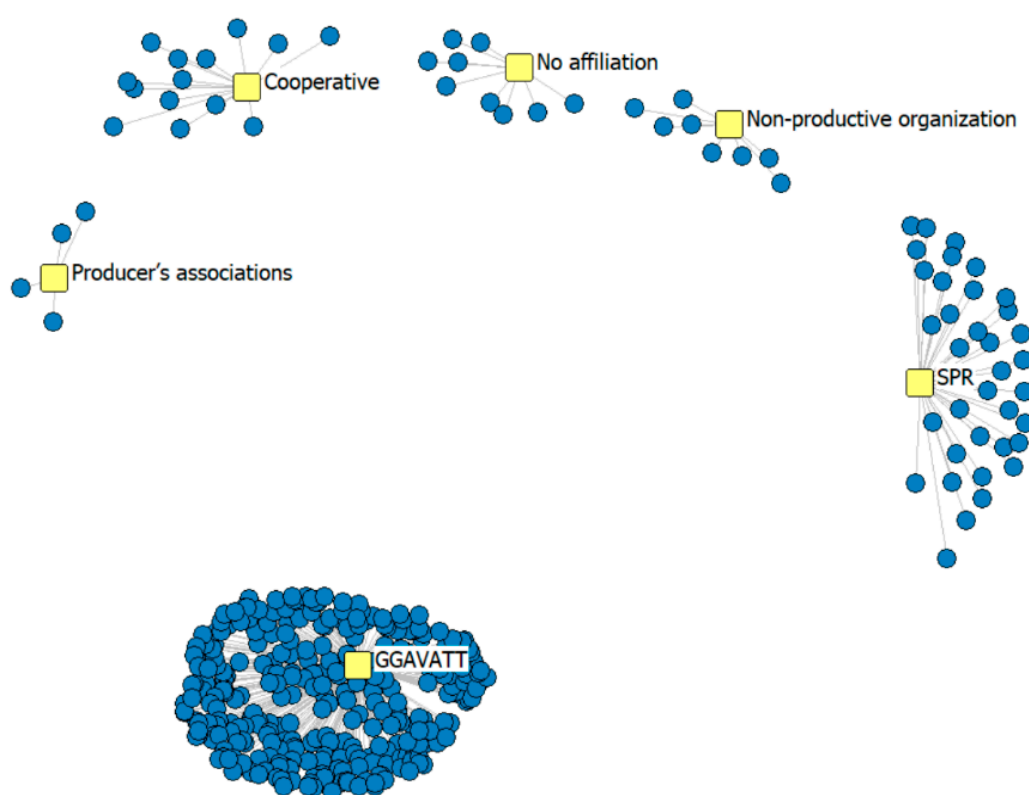 Cooperative
No affiliation
Non-productive organization
Producer’s associations
SPR
GGAVATT